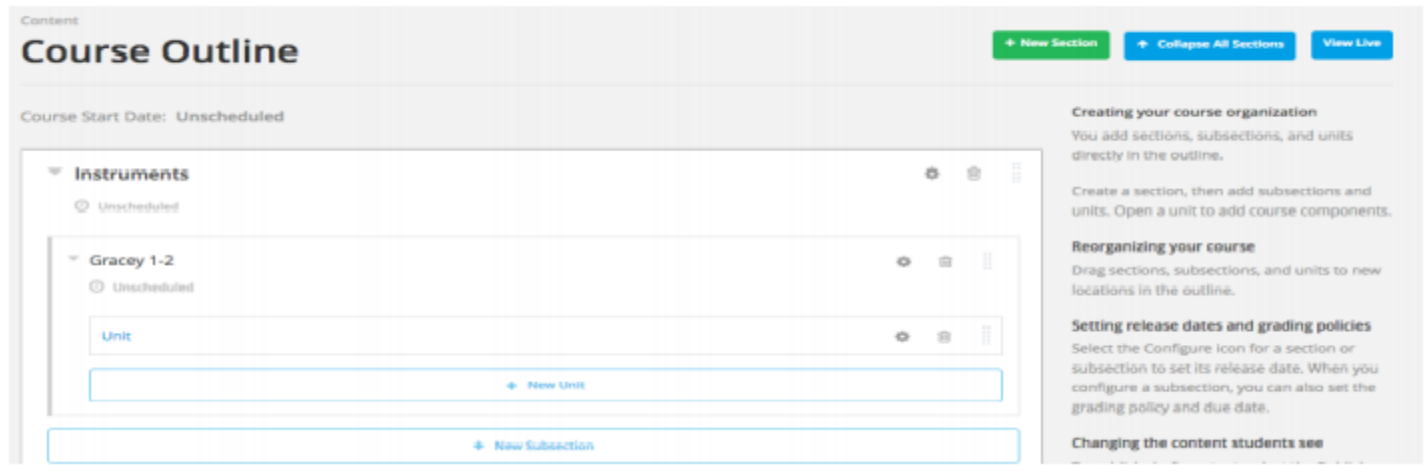 Content
Course Outline
+ New Section
Collapse All Sections
View Live
Course Start Date: Unscheduled
Instruments
Unscheduled
Gracey 1-2
Unscheduled
Unit
+ New Unit
+ New Subsection
Creating your course organization
You add sections, subsections, and units
directly in the outline.
Create a section, then add subsections and
units. Open a unit to add course components.
Reorganizing your course
Drag sections, subsections, and units to new
locations in the outline.
Setting release dates and grading policies
Select the Configure icon for a section or
subsection to set its release date. When you
configure a subsection, you can also set the
grading policy and due date.
Changing the content students see